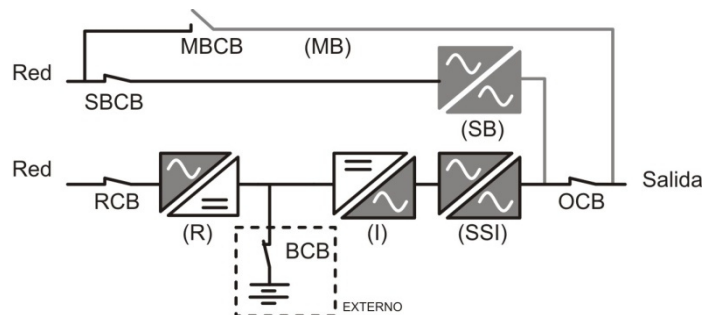 MBCB (MB)
Red
SBCB
(SB)
Red
Salida
RCB
OCB
(R)
(I)
(SSI)
BCB
EXTERNO